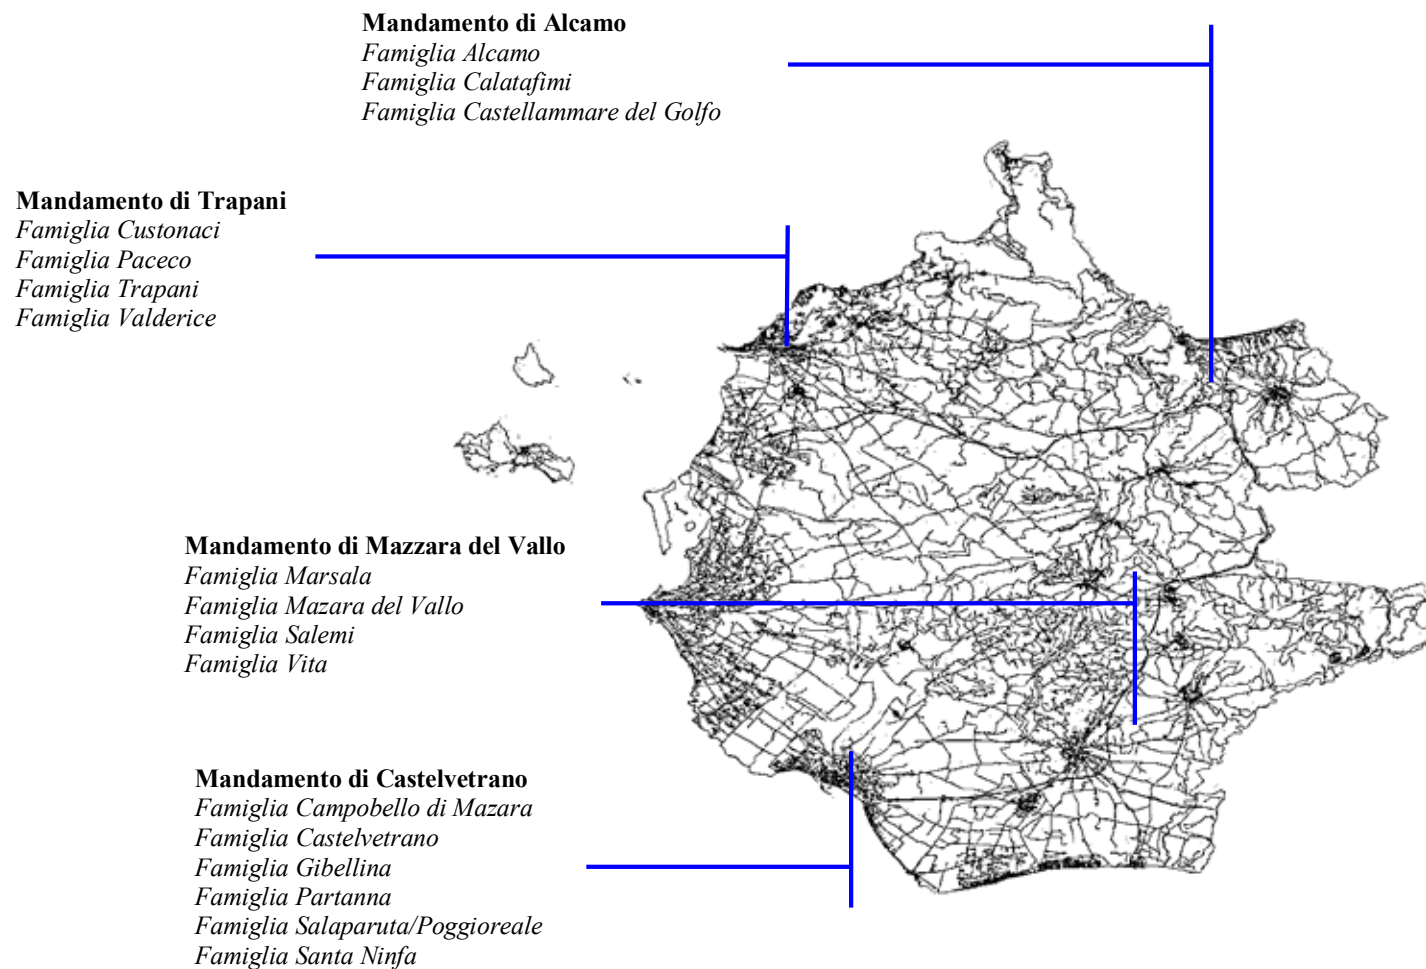 Mandamento di Alcamo
Famiglia Alcamo
Famiglia Calatafimi
Famiglia Castellammare del Golfo
Mandamento di Trapani
Famiglia Custonaci
Famiglia Paceco
Famiglia Trapani
Famiglia Valderice
Mandamento di Mazzara del Vallo
Famiglia Marsala
Famiglia Mazara del Vallo
Famiglia Salemi
Famiglia Vita
Mandamento di Castelvetrano
Famiglia Campobello di Mazara
Famiglia Castelvetrano
Famiglia Gibellina
Famiglia Partanna
Famiglia Salaparuta/Poggioreale
Famiglia Santa Ninfa